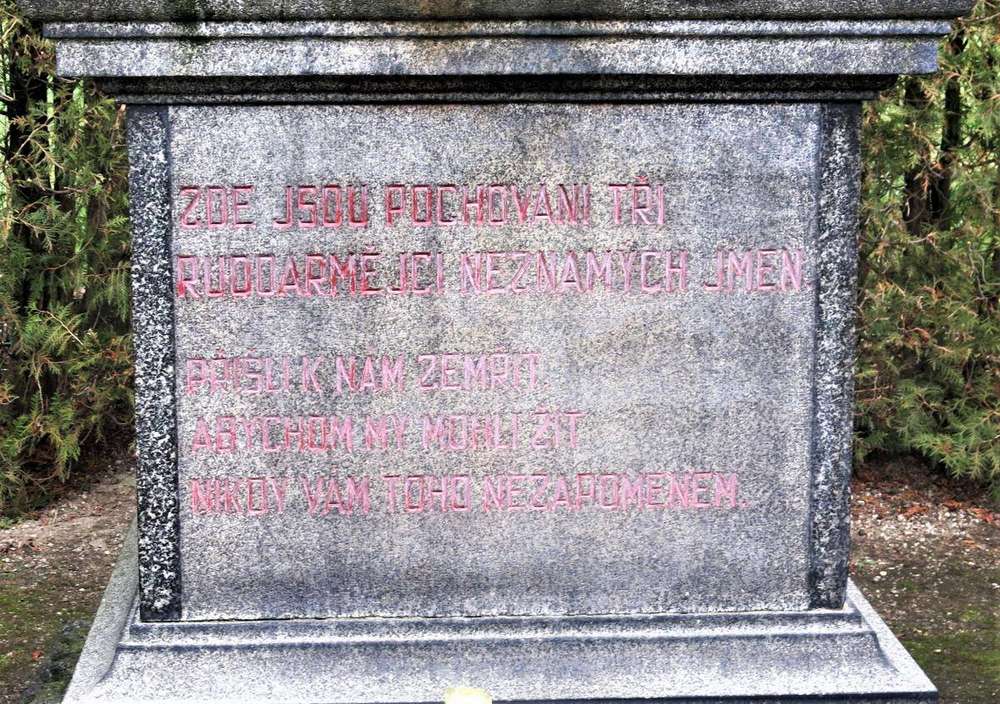 ZDE JSOU POCHOVÁNI TŘI
RUDOARMĚJCI NEZNÁMÝCH JMEN.
PŘIŠLI K NÁM ZEMŘÍT,
ABYCHOM MY MOHLI ŽÍT
NIKDY VÁM TOHO NEZAPOMENEM.